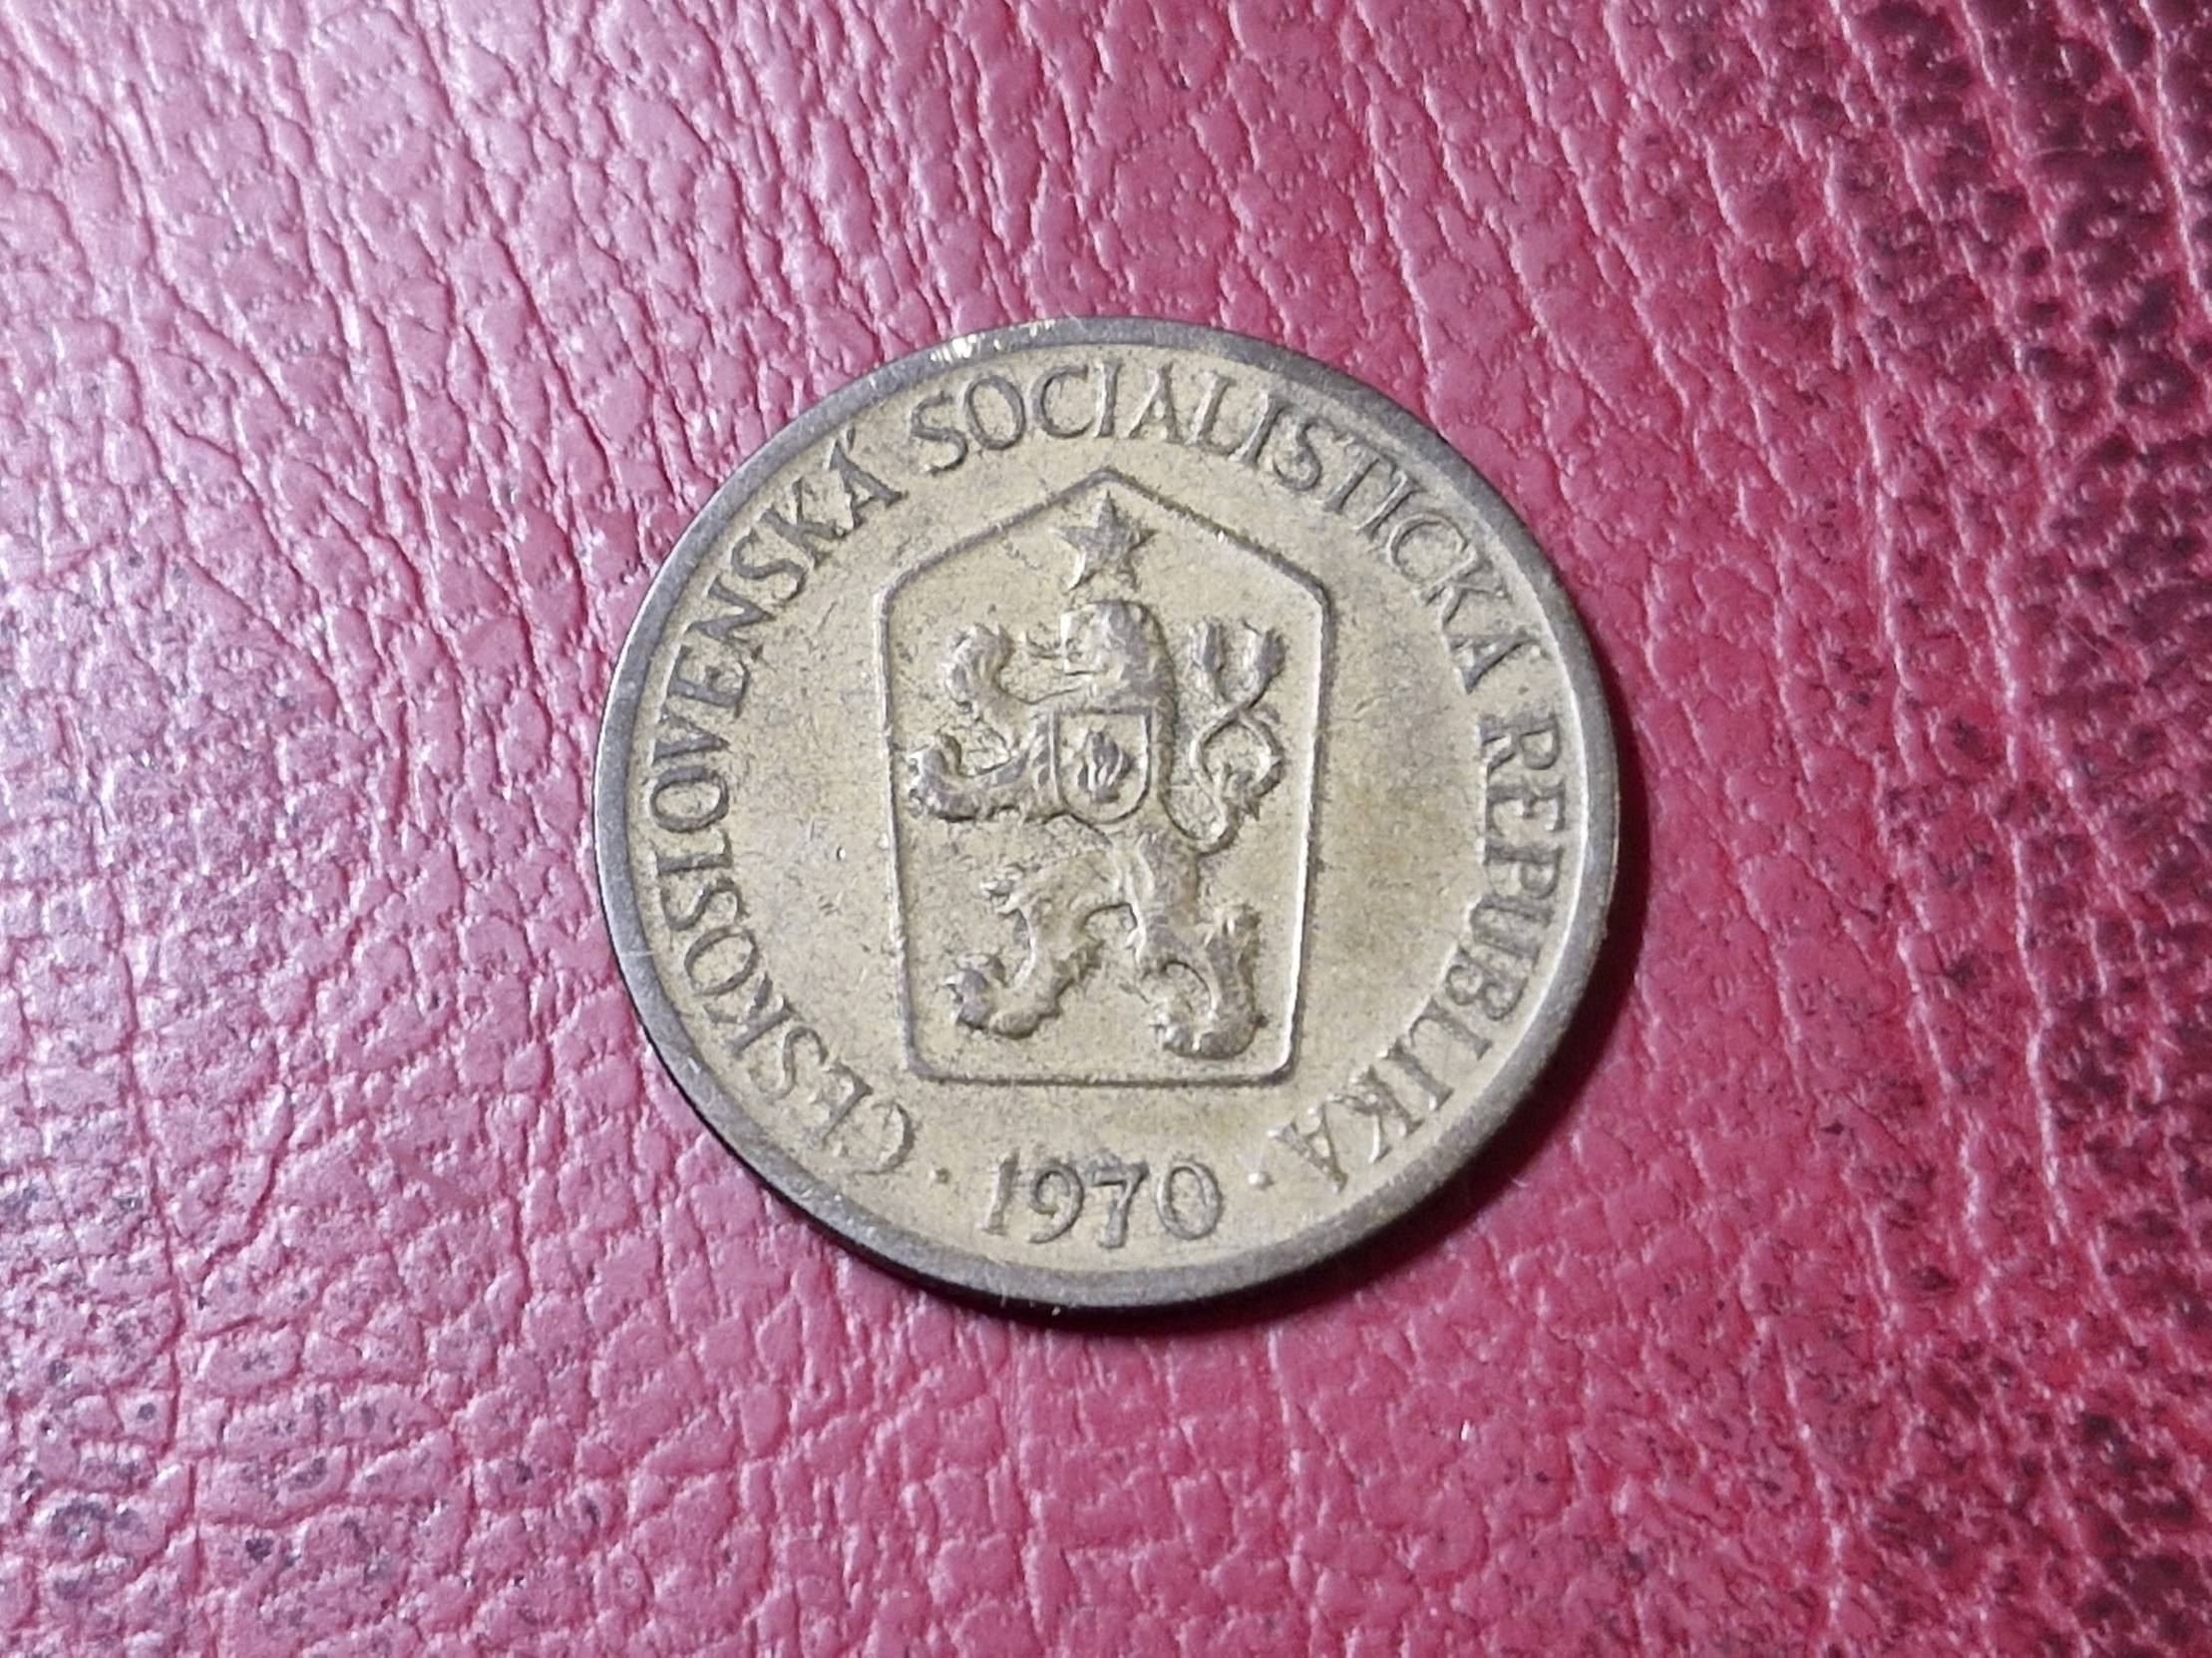 ČESKOSLOVENSKÁ SOCIALISTICKÁ REPUBLIKA
· 1970 ·